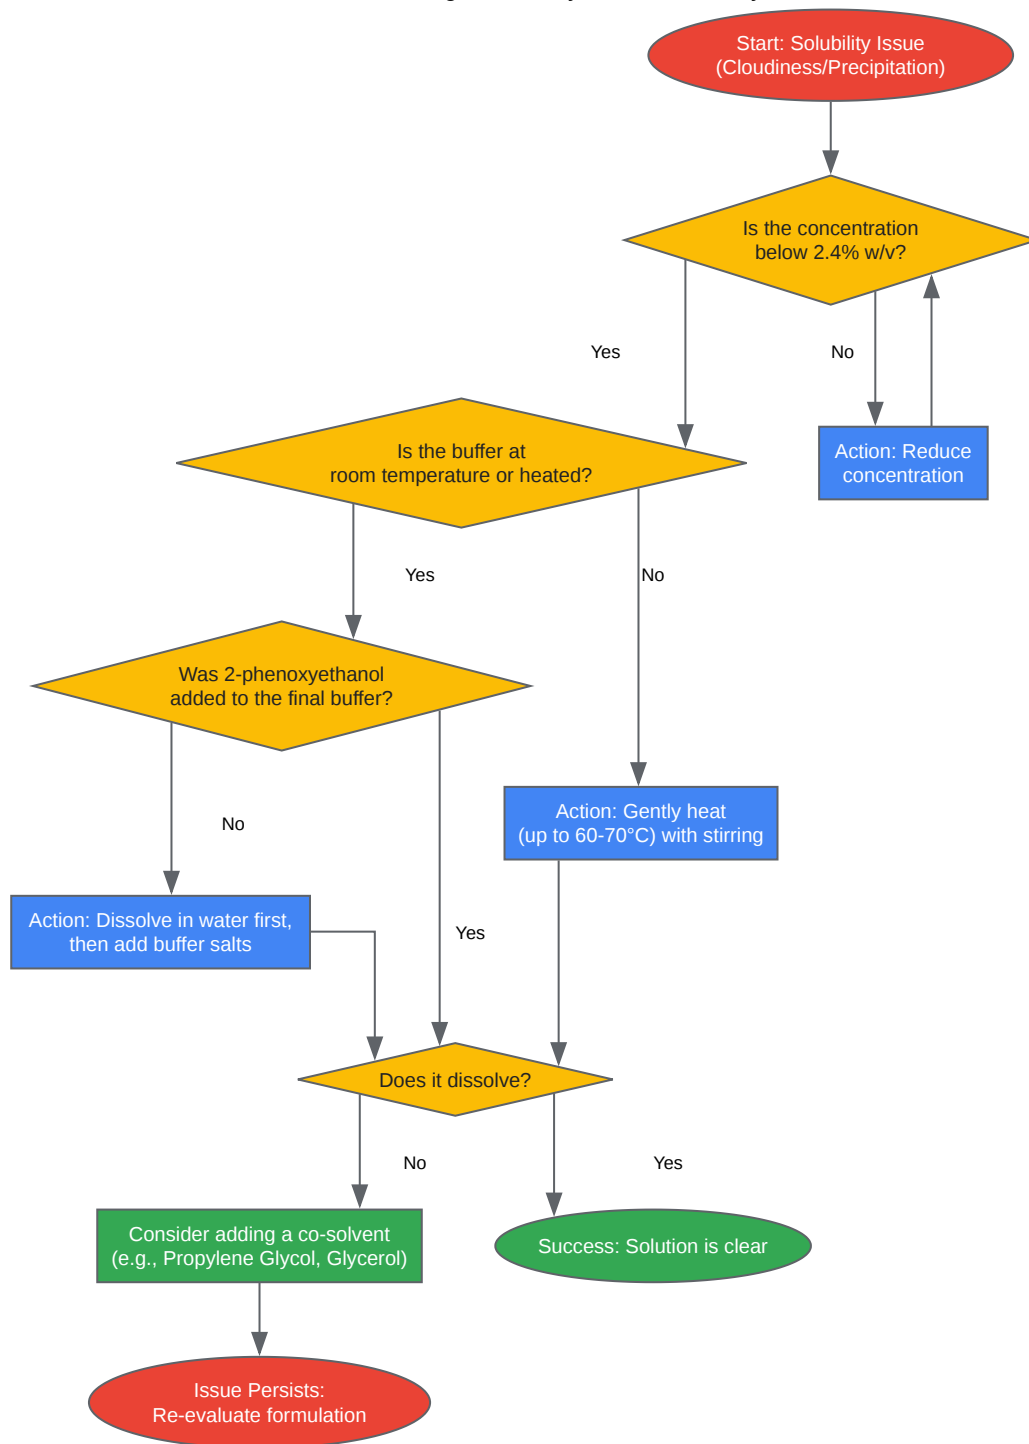 Start: Solubility Issue
(Cloudiness/Precipitation)
Is the concentration
below 2.4% w/v?
Yes
No
Action: Reduce
concentration
Is the buffer at
room temperature or heated?
Yes
No
Was 2-phenoxyethanol
added to the final buffer?
No
Action: Gently heat
(up to 60-70°C) with stirring
Action: Dissolve in water first,
then add buffer salts
Yes
Does it dissolve?
No
Yes
Consider adding a co-solvent
(e.g., Propylene Glycol, Glycerol)
Success: Solution is clear
Issue Persists:
Re-evaluate formulation